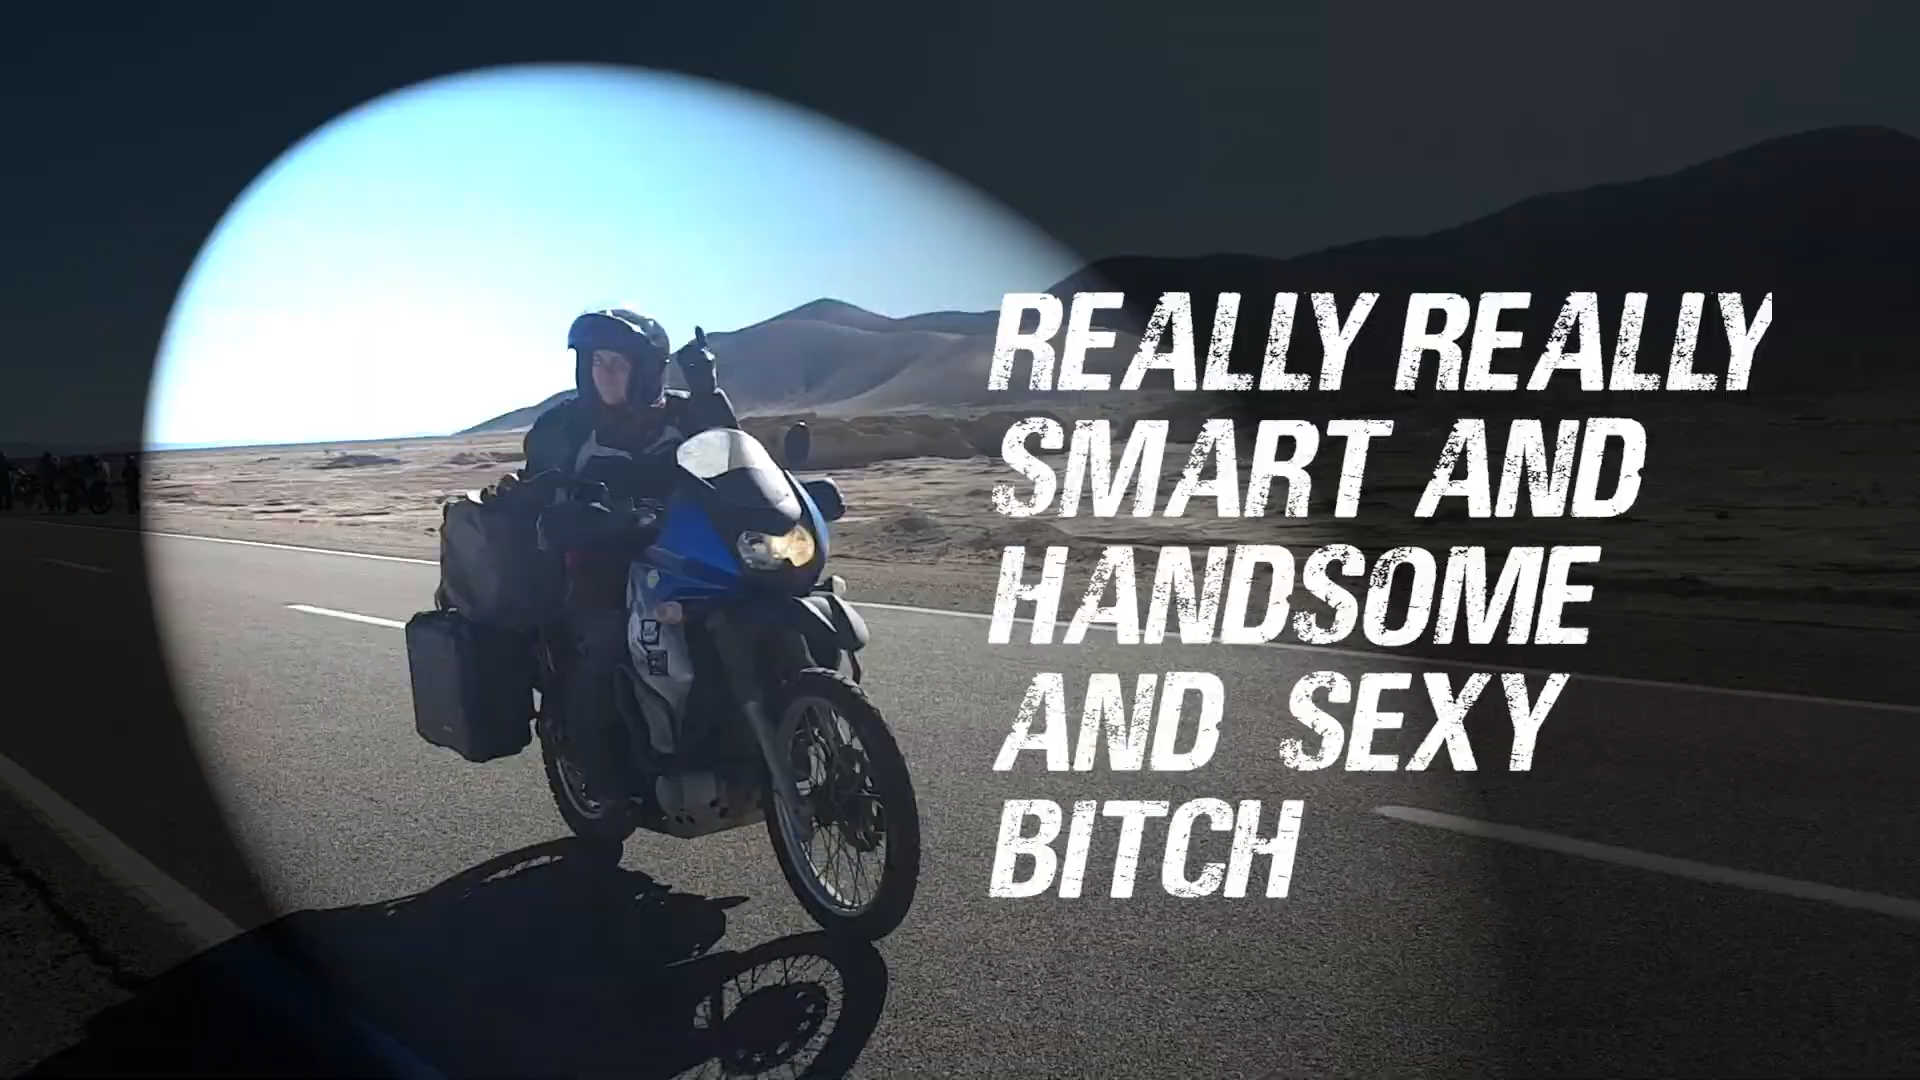 REALLY REALLY
SMART AND
HANDSOME
AND SEXY
BITCH